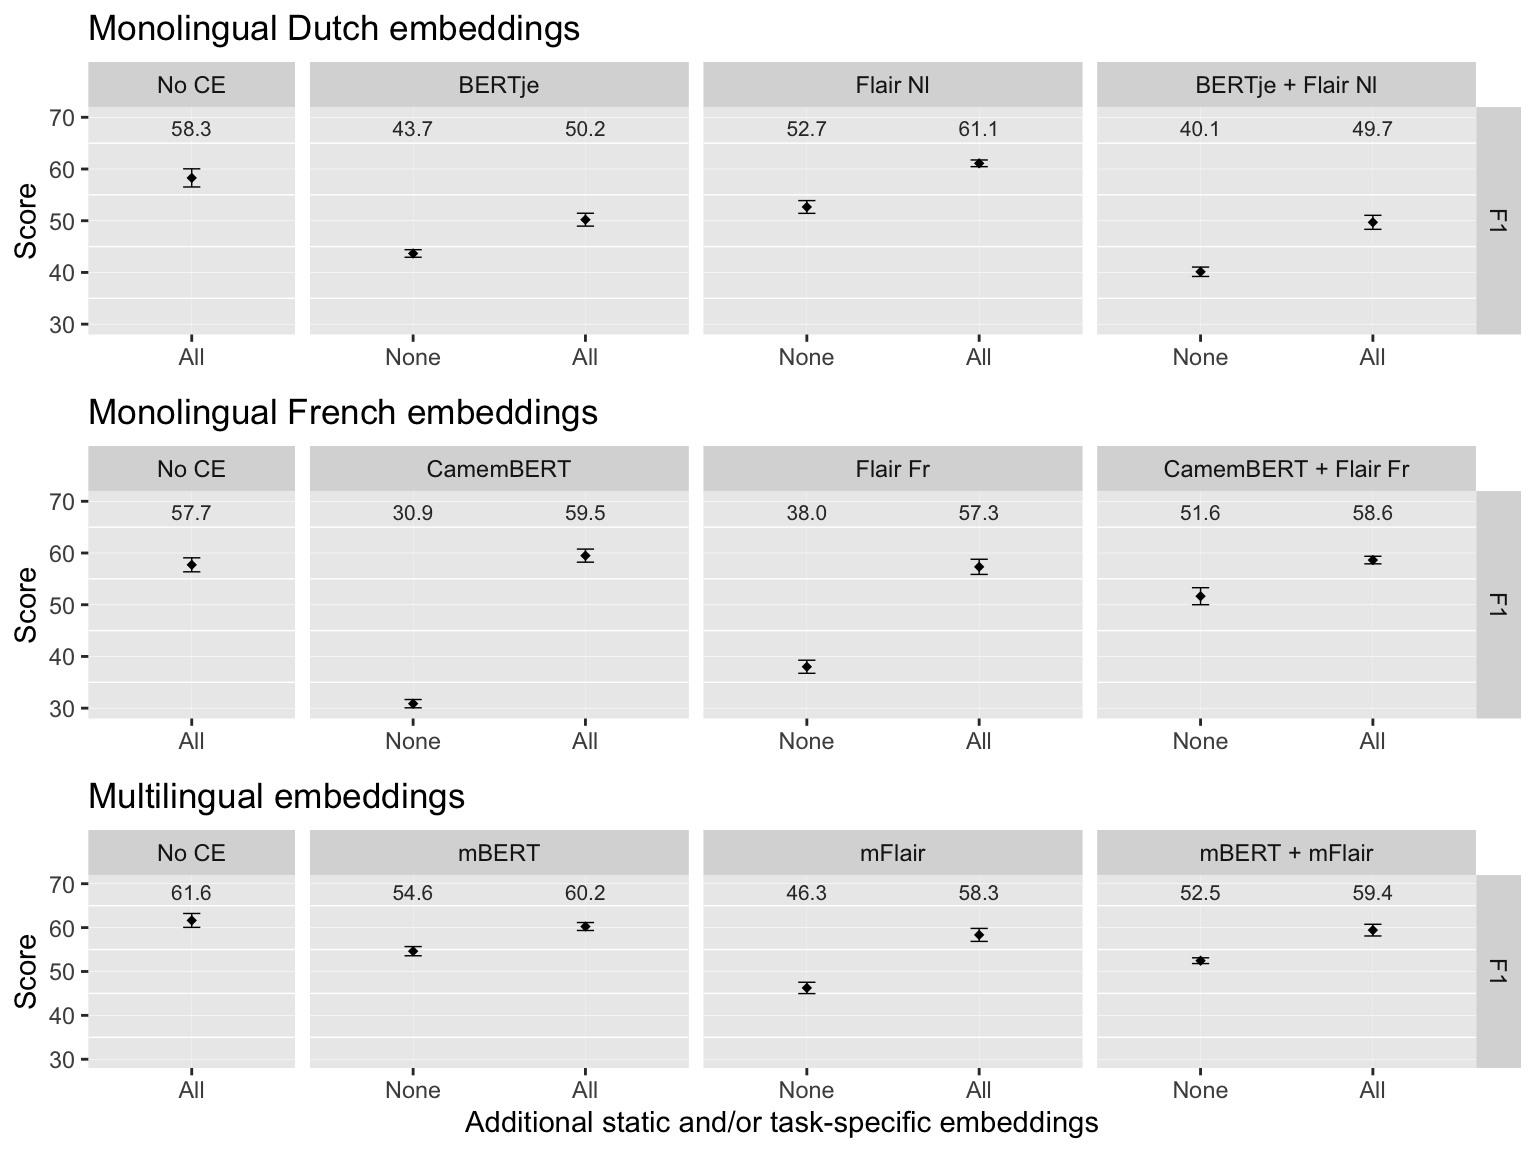 Monolingual Dutch embeddings
No CE BERTje Flair Nl BERTje + Flair Nl
58.3 43.7 50.2 52.7 61.1 40.1 49.7
70
60
50
40
30
Score
F1
All None All None All None All
Monolingual French embeddings
No CE CamemBERT Flair Fr CamemBERT + Flair Fr
57.7 30.9 59.5 38.0 57.3 51.6 58.6
70
60
50
40
30
Score
F1
All None All None All None All
Multilingual embeddings
No CE mBERT mFlair mBERT + mFlair
61.6 54.6 60.2 46.3 58.3 52.5 59.4
70
60
50
40
30
Score
F1
All None All None All None All
Additional static and/or task-specific embeddings